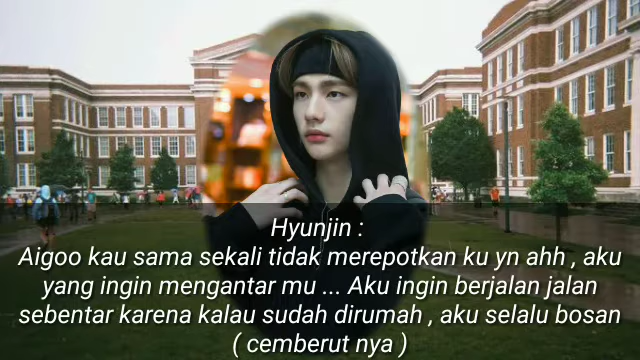 Hyunjin :
Aigoo kau sama sekali tidak merepotkan ku yn ahh , aku
yang ingin mengantar mu ... Aku ingin berjalan jalan
sebentar karena kalau sudah dirumah , aku selalu bosan
( cemberut nya )